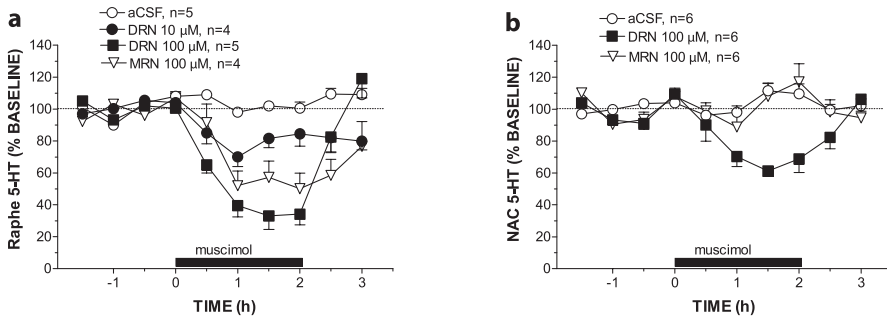 a
aCSF, n=5
DRN 10 µM, n=4
DRN 100 µM, n=5
MRN 100 µM, n=4
Raphe 5-HT (% BASELINE)
140
120
100
80
60
40
20
0
muscimol
-1 0 1 2 3
TIME (h)
b
aCSF, n=6
DRN 100 µM, n=6
MRN 100 µM, n=6
NAC 5-HT (% BASELINE)
140
120
100
80
60
40
20
0
muscimol
-1 0 1 2 3
TIME (h)